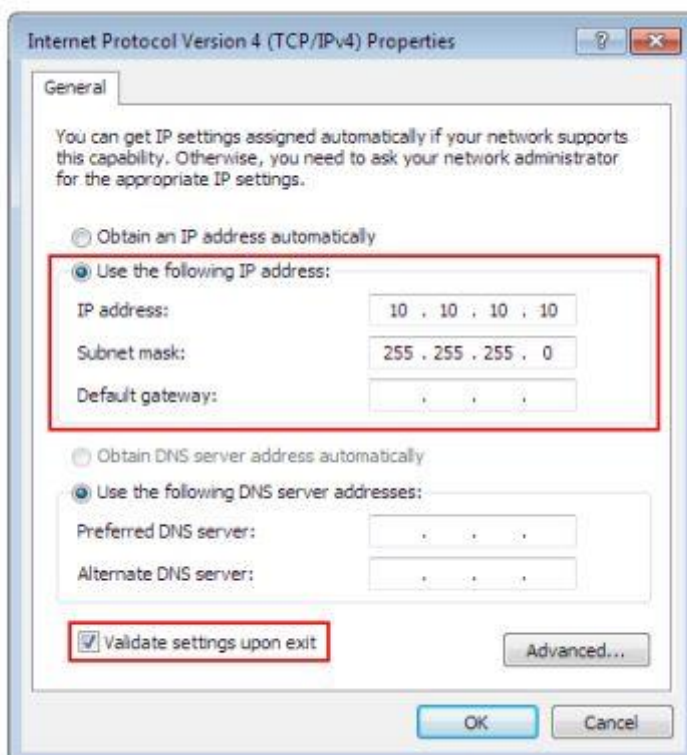 Internet Protocol Version 4 (TCP/IPv4) Properties
?
General
You can get IP settings assigned automatically if your network supports
this capability. Otherwise, you need to ask your network administrator
for the appropriate IP settings.
Obtain an IP address automatically
Use the following IP address:
IP address: 10 . 10 . 10 . 10
Subnet mask: 255 . 255 . 255 . 0
Default gateway: . . .
Obtain DNS server address automatically
Use the following DNS server addresses:
Preferred DNS server: . . .
Alternate DNS server: . . .
Validate settings upon exit
Advanced...
OK Cancel